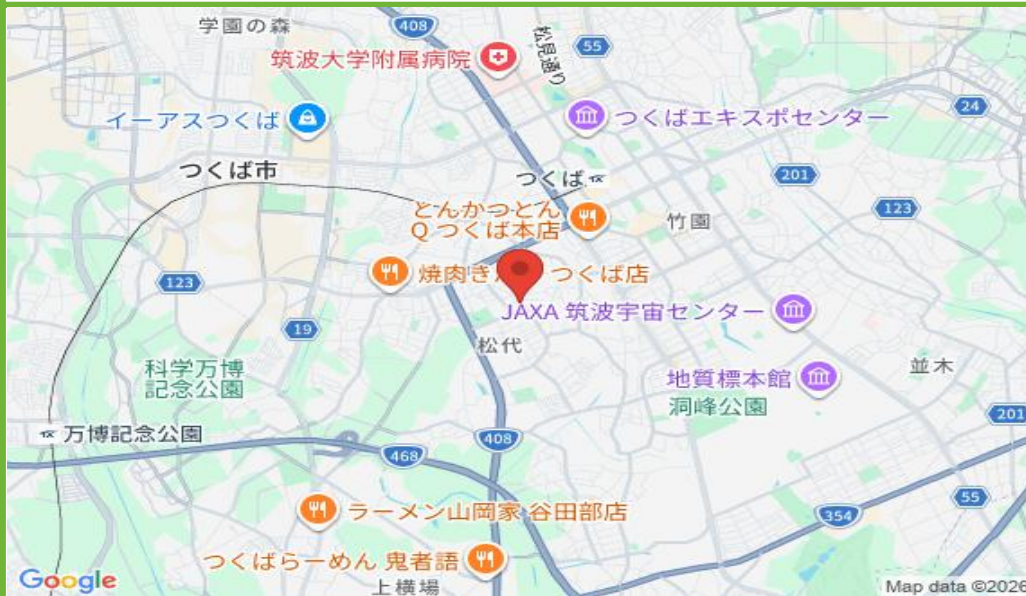 学園の森
408
松見通り
55
筑波大学附属病院
24
イーアスつくば
つくばエキスポセンター
つくば市
つくば
201
とんかつとん
Q つくば本店
竹園
123
焼肉き
つくば店
123
JAXA 筑波宇宙センター
19
松代
科学万博
記念公園
地質標本館
並木
洞峰公園
201
万博記念公園
408
468
55
354
ラーメン山岡家 谷田部店
つくばらーめん 鬼者語
上横場
Google
Map data ©2026